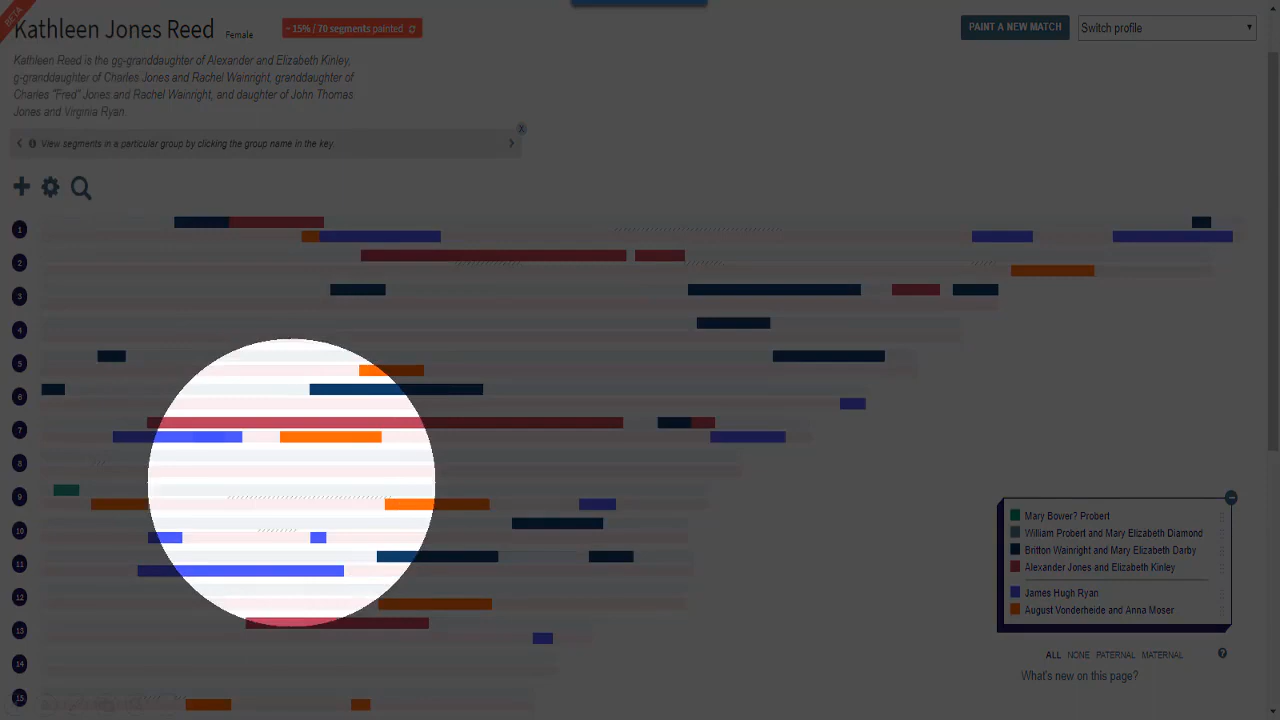 BETA
Kathleen Jones Reed Female ~ 15% / 70 segments painted PAINT A NEW MATCH Switch profile
Kathleen Reed is the gg-granddaughter of Alexander and Elizabeth Kinley,
g-granddaughter of Charles Jones and Rachel Wainright, granddaughter of
Charles "Fred" Jones and Rachel Wainright, and daughter of John Thomas
Jones and Virginia Ryan.
View segments in a particular group by clicking the group name in the key.
1
2
3
4
5
6
7
8
9
10
11
12
13
14
15
Mary Bower? Probert
William Probert and Mary Elizabeth Diamond
Britton Wainright and Mary Elizabeth Darby
Alexander Jones and Elizabeth Kinley
James Hugh Ryan
August Vonderheide and Anna Moser
ALL NONE PATERNAL MATERNAL
What's new on this page?